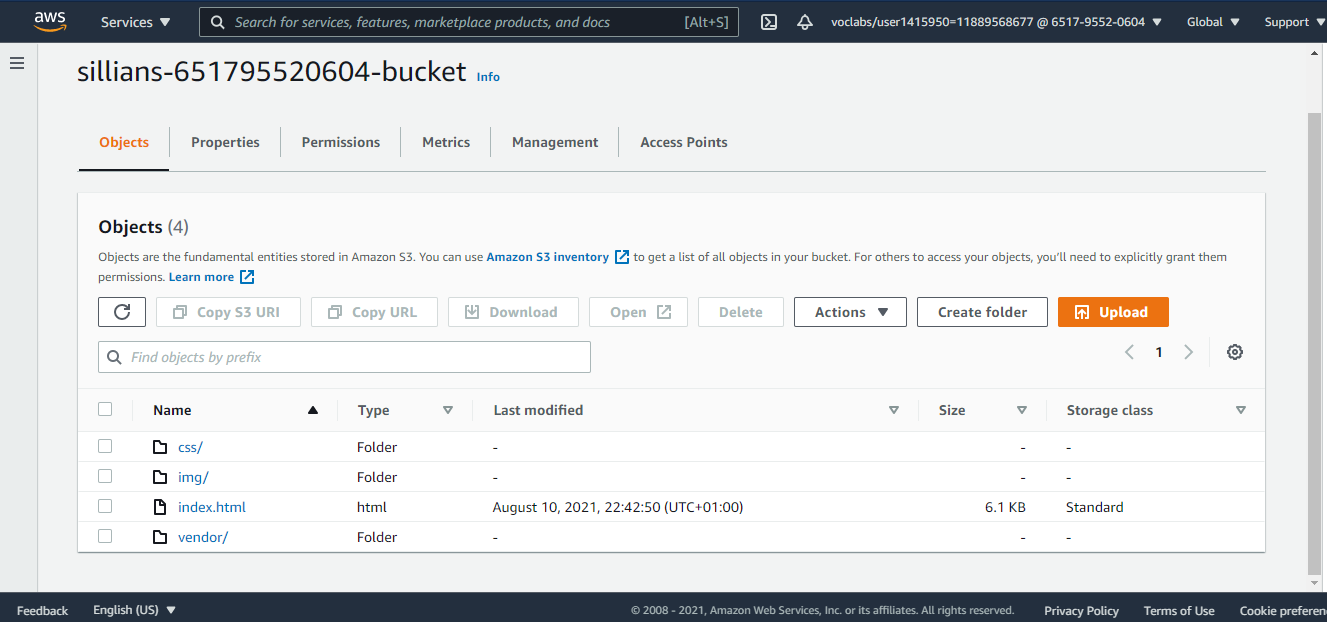 aws Services Search for services, features, marketplace products, and docs [Alt+S] voclabs/user1415950=11889568677 @ 6517-9552-0604 Global Support
sillians-651795520604-bucket Info
Objects Properties Permissions Metrics Management Access Points
Objects (4)
Objects are the fundamental entities stored in Amazon S3. You can use Amazon S3 inventory to get a list of all objects in your bucket. For others to access your objects, you'll need to explicitly grant them
permissions. Learn more
Copy S3 URI Copy URL Download Open Delete Actions Create folder Upload
Find objects by prefix 1
Name Type Last modified Size Storage class
css/ Folder - - -
img/ Folder - - -
index.html html August 10, 2021, 22:42:50 (UTC+01:00) 6.1 KB Standard
vendor/ Folder - - -
Feedback English (US) © 2008 - 2021, Amazon Web Services, Inc. or its affiliates. All rights reserved. Privacy Policy Terms of Use Cookie preferen